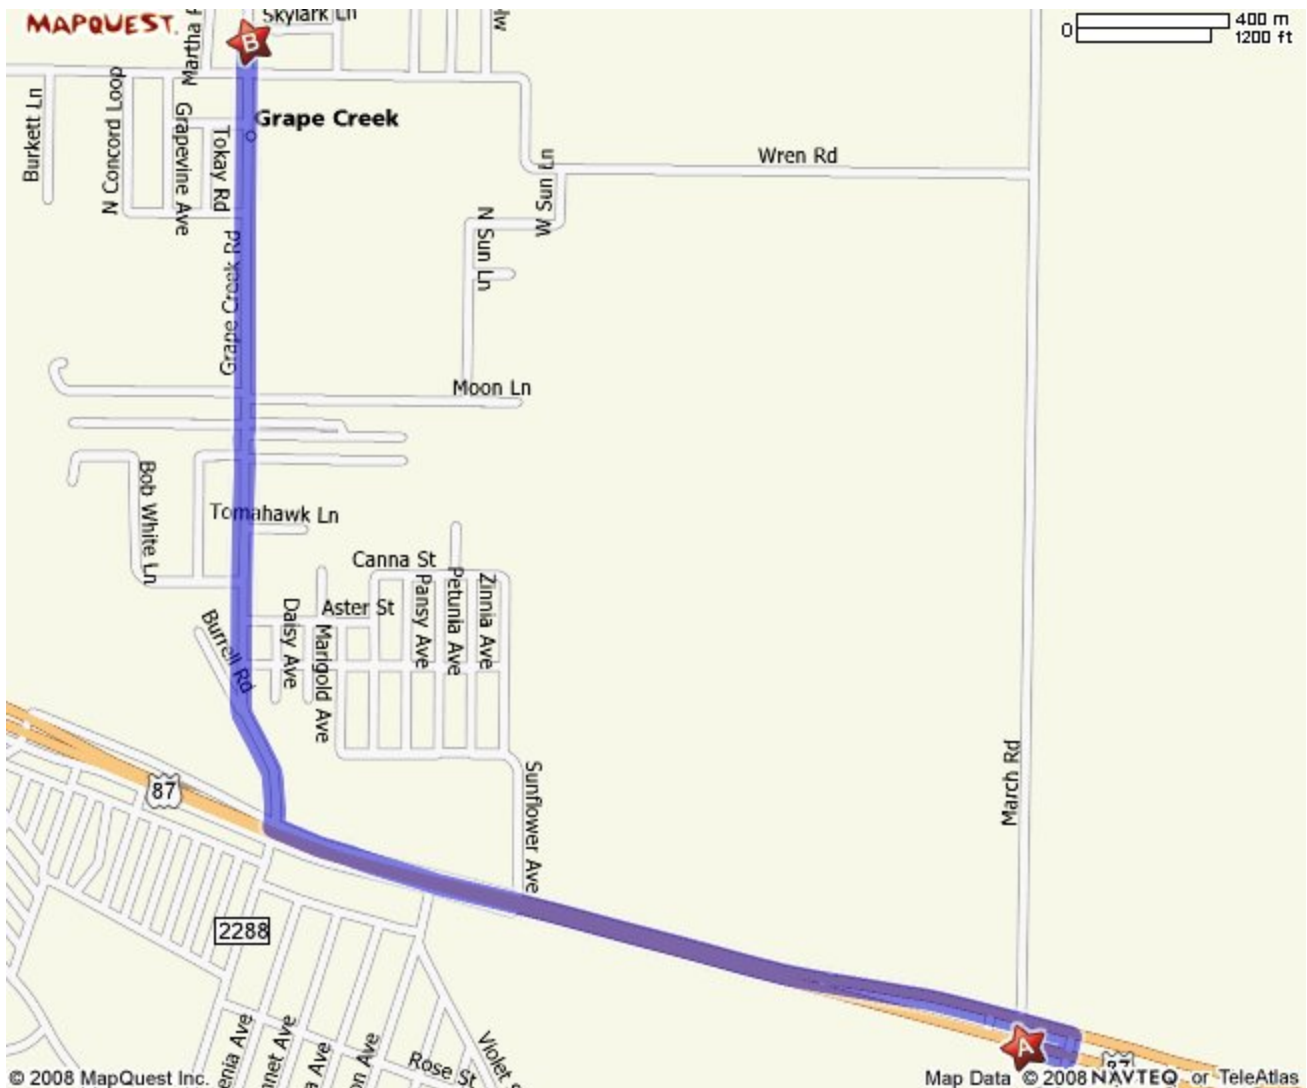 MAPQUEST.
Skylark Ln
400 m
0
1200 ft
B
Grape Creek
Burkett Ln
N Concord Loop
Grapevine Ave
Tokay Rd
Wren Rd
W Sun Ln
N Sun Ln
Grape Creek Rd
Moon Ln
Bob White Ln
Tomahawk Ln
Canna St
Aster St
Daisy Ave
Marigold Ave
Pansy Ave
Petunia Ave
Zinnia Ave
Burrell Rd
March Rd
87
Sunflower Ave
2288
A
87
Rose St
© 2008 MapQuest Inc.
Map Data © 2008 NAVTEQ or TeleAtlas